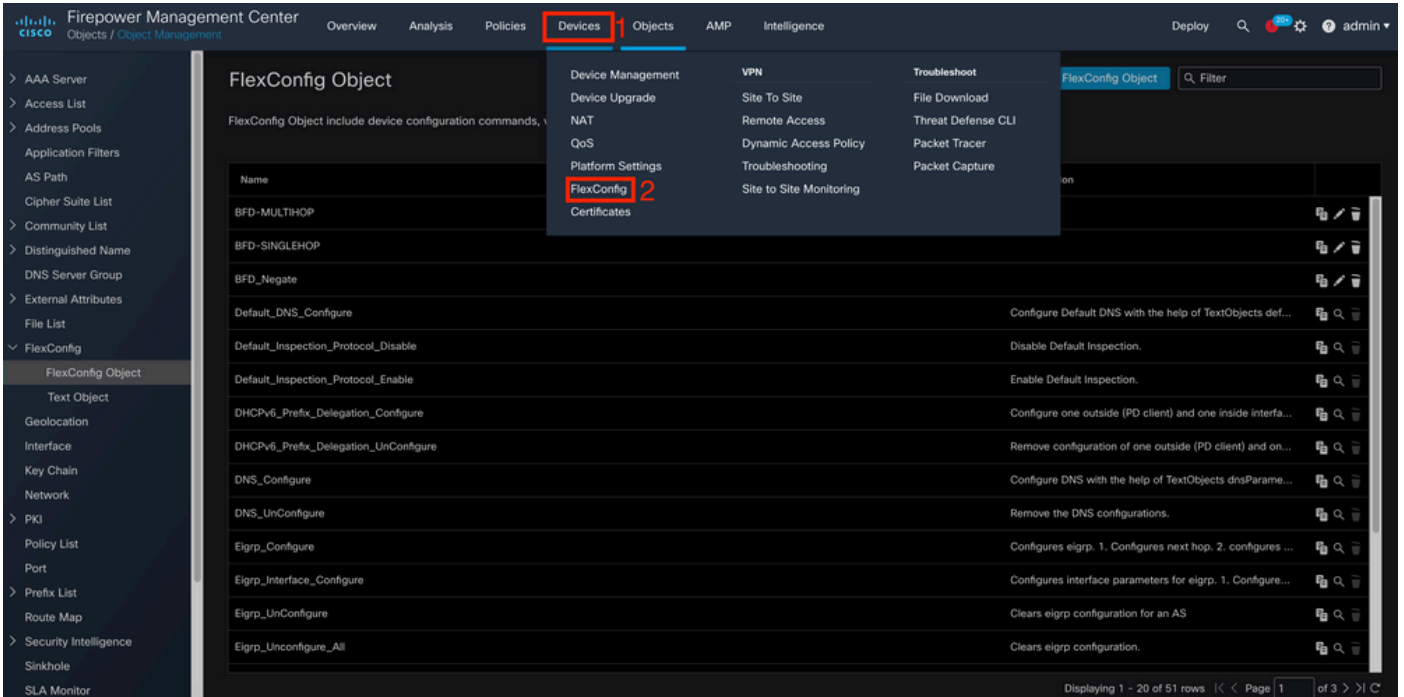 Firepower Management Center
CISCO Objects / Object Management
Overview Analysis Policies Devices 1 Objects AMP Intelligence Deploy 20+ admin
AAA Server
Access List
Address Pools
Application Filters
AS Path
Cipher Suite List
Community List
Distinguished Name
DNS Server Group
External Attributes
File List
FlexConfig
FlexConfig Object
Text Object
Geolocation
Interface
Key Chain
Network
PKI
Policy List
Port
Prefix List
Route Map
Security Intelligence
Sinkhole
SLA Monitor
FlexConfig Object
FlexConfig Object Filter
FlexConfig Object include device configuration commands,
Device Management
Device Upgrade
NAT
QoS
Platform Settings
FlexConfig 2
Certificates
VPN
Site To Site
Remote Access
Dynamic Access Policy
Troubleshooting
Site to Site Monitoring
Troubleshoot
File Download
Threat Defense CLI
Packet Tracer
Packet Capture
Name on
BFD-MULTIHOP
BFD-SINGLEHOP
BFD_Negate
Default_DNS_Configure Configure Default DNS with the help of TextObjects def...
Default_Inspection_Protocol_Disable Disable Default Inspection.
Default_Inspection_Protocol_Enable Enable Default Inspection.
DHCPv6_Prefix_Delegation_Configure Configure one outside (PD client) and one inside interfa...
DHCPv6_Prefix_Delegation_UnConfigure Remove configuration of one outside (PD client) and on...
DNS_Configure Configure DNS with the help of TextObjects dnsParame...
DNS_UnConfigure Remove the DNS configurations.
Eigrp_Configure Configures eigrp. 1. Configures next hop. 2. configures ...
Eigrp_Interface_Configure Configures interface parameters for eigrp. 1. Configure...
Eigrp_UnConfigure Clears eigrp configuration for an AS
Eigrp_Unconfigure_All Clears eigrp configuration.
Displaying 1 - 20 of 51 rows Page 1 of 3